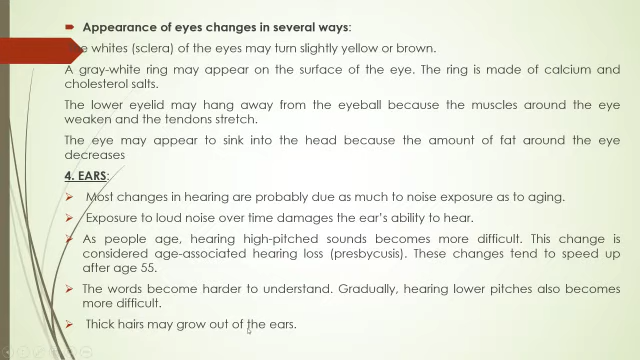 Appearance of eyes changes in several ways:
whites (sclera) of the eyes may turn slightly yellow or brown.
A gray-white ring may appear on the surface of the eye. The ring is made of calcium and
cholesterol salts.
The lower eyelid may hang away from the eyeball because the muscles around the eye
weaken and the tendons stretch.
The eye may appear to sink into the head because the amount of fat around the eye
decreases
4. EARS:
Most changes in hearing are probably due as much to noise exposure as to aging.
Exposure to loud noise over time damages the ear's ability to hear.
As people age, hearing high-pitched sounds becomes more difficult. This change is
considered age-associated hearing loss (presbycusis). These changes tend to speed up
after age 55.
The words become harder to understand. Gradually, hearing lower pitches also becomes
more difficult.
Thick hairs may grow out of the ears.